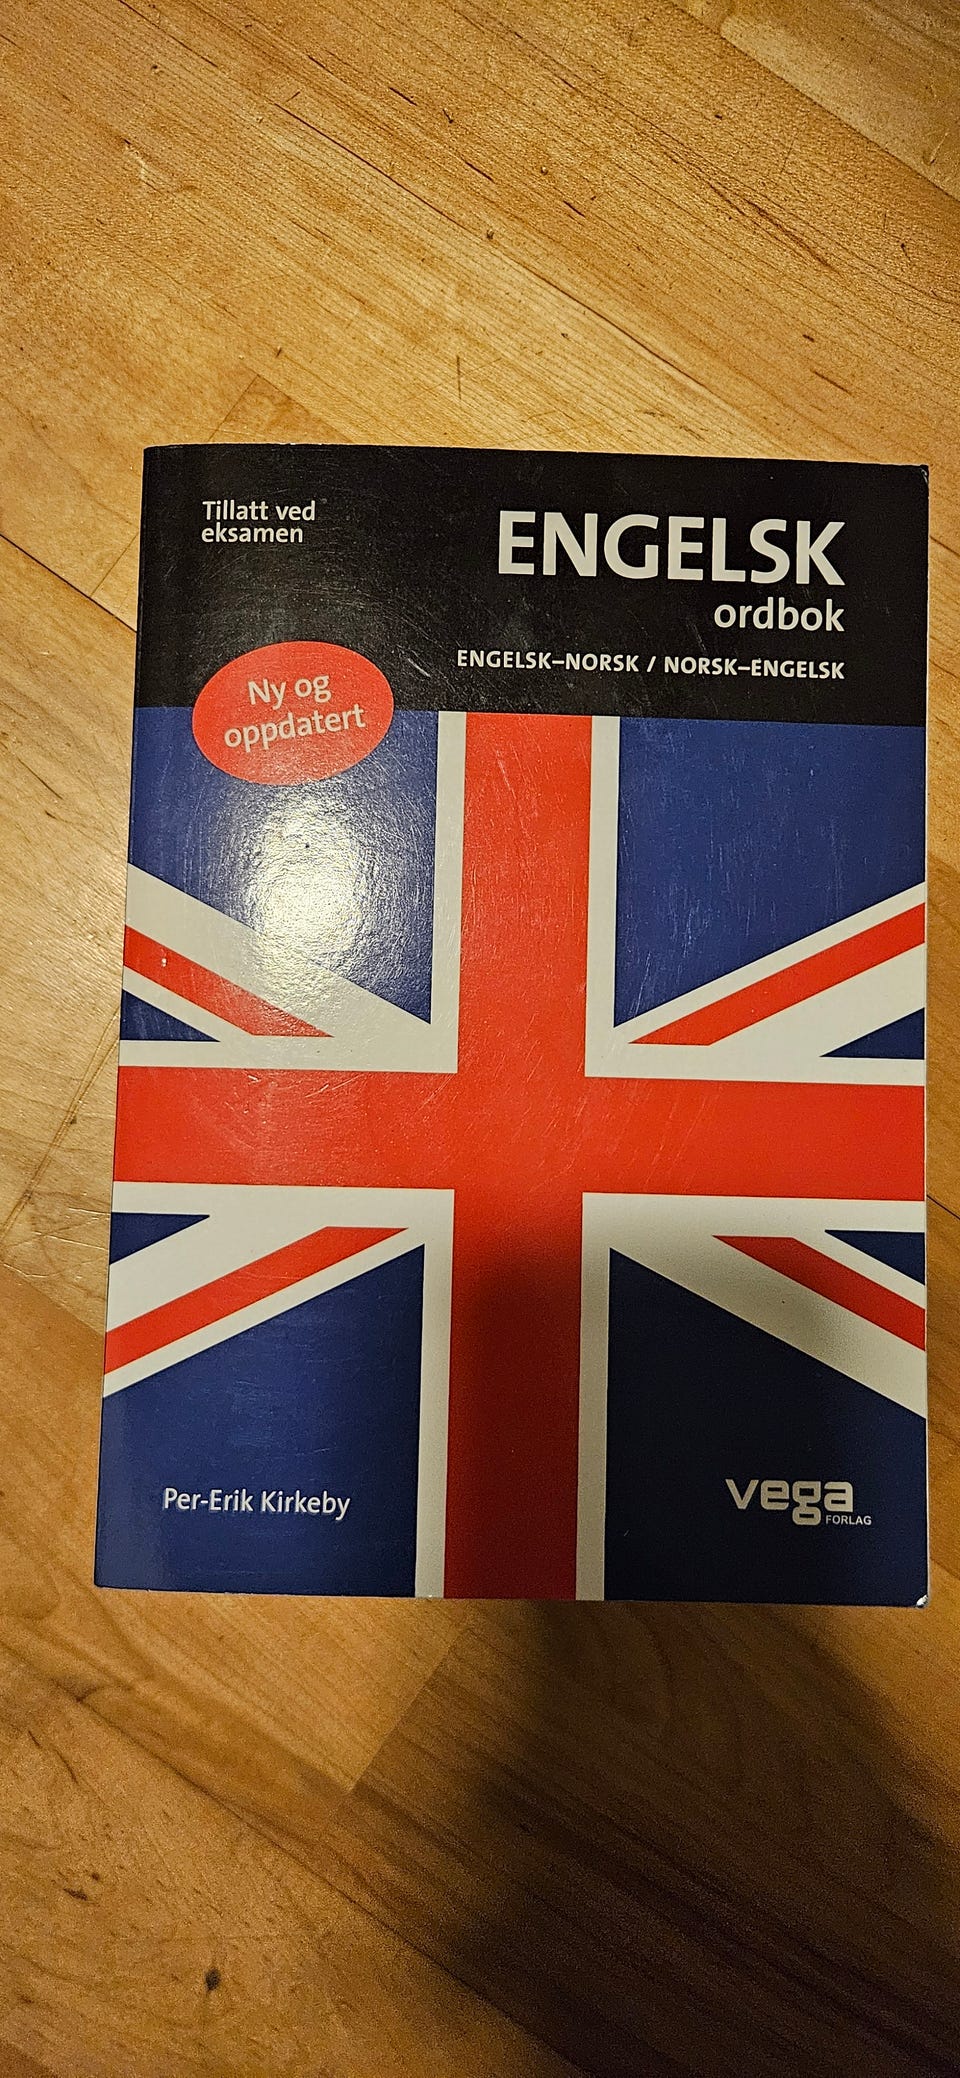 Tillatt ved
eksamen
ENGELSK
ordbok
ENGELSK–NORSK / NORSK–ENGELSK
Ny og
oppdatert
Per-Erik Kirkeby
vega
FORLAG